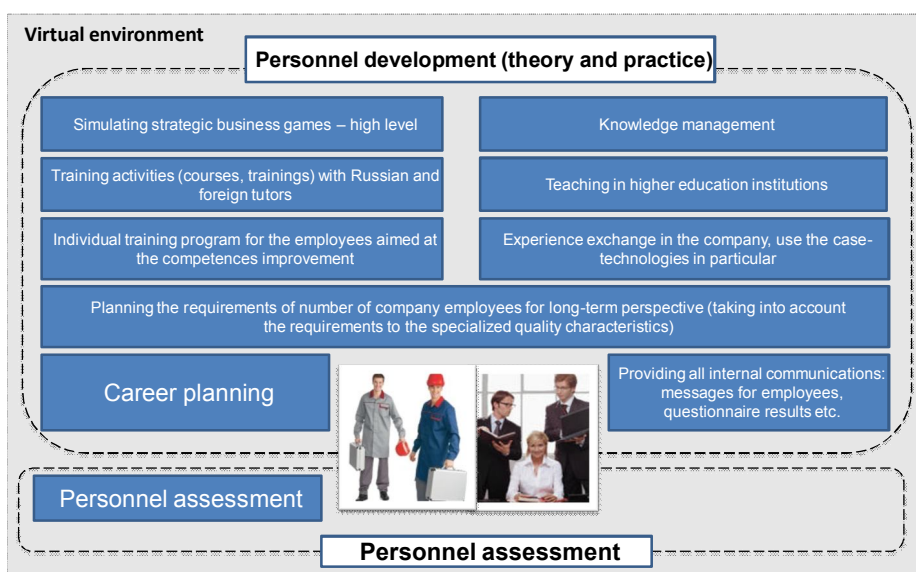 Virtual environment
Personnel development (theory and practice)
Simulating strategic business games – high level
Knowledge management
Training activities (courses, trainings) with Russian and
foreign tutors
Teaching in higher education institutions
Individual training program for the employees aimed at
the competences improvement
Experience exchange in the company, use the case-
technologies in particular
Planning the requirements of number of company employees for long-term perspective (taking into account
the requirements to the specialized quality characteristics)
Career planning
Providing all internal communications:
messages for employees,
questionnaire results etc.
Personnel assessment
Personnel assessment